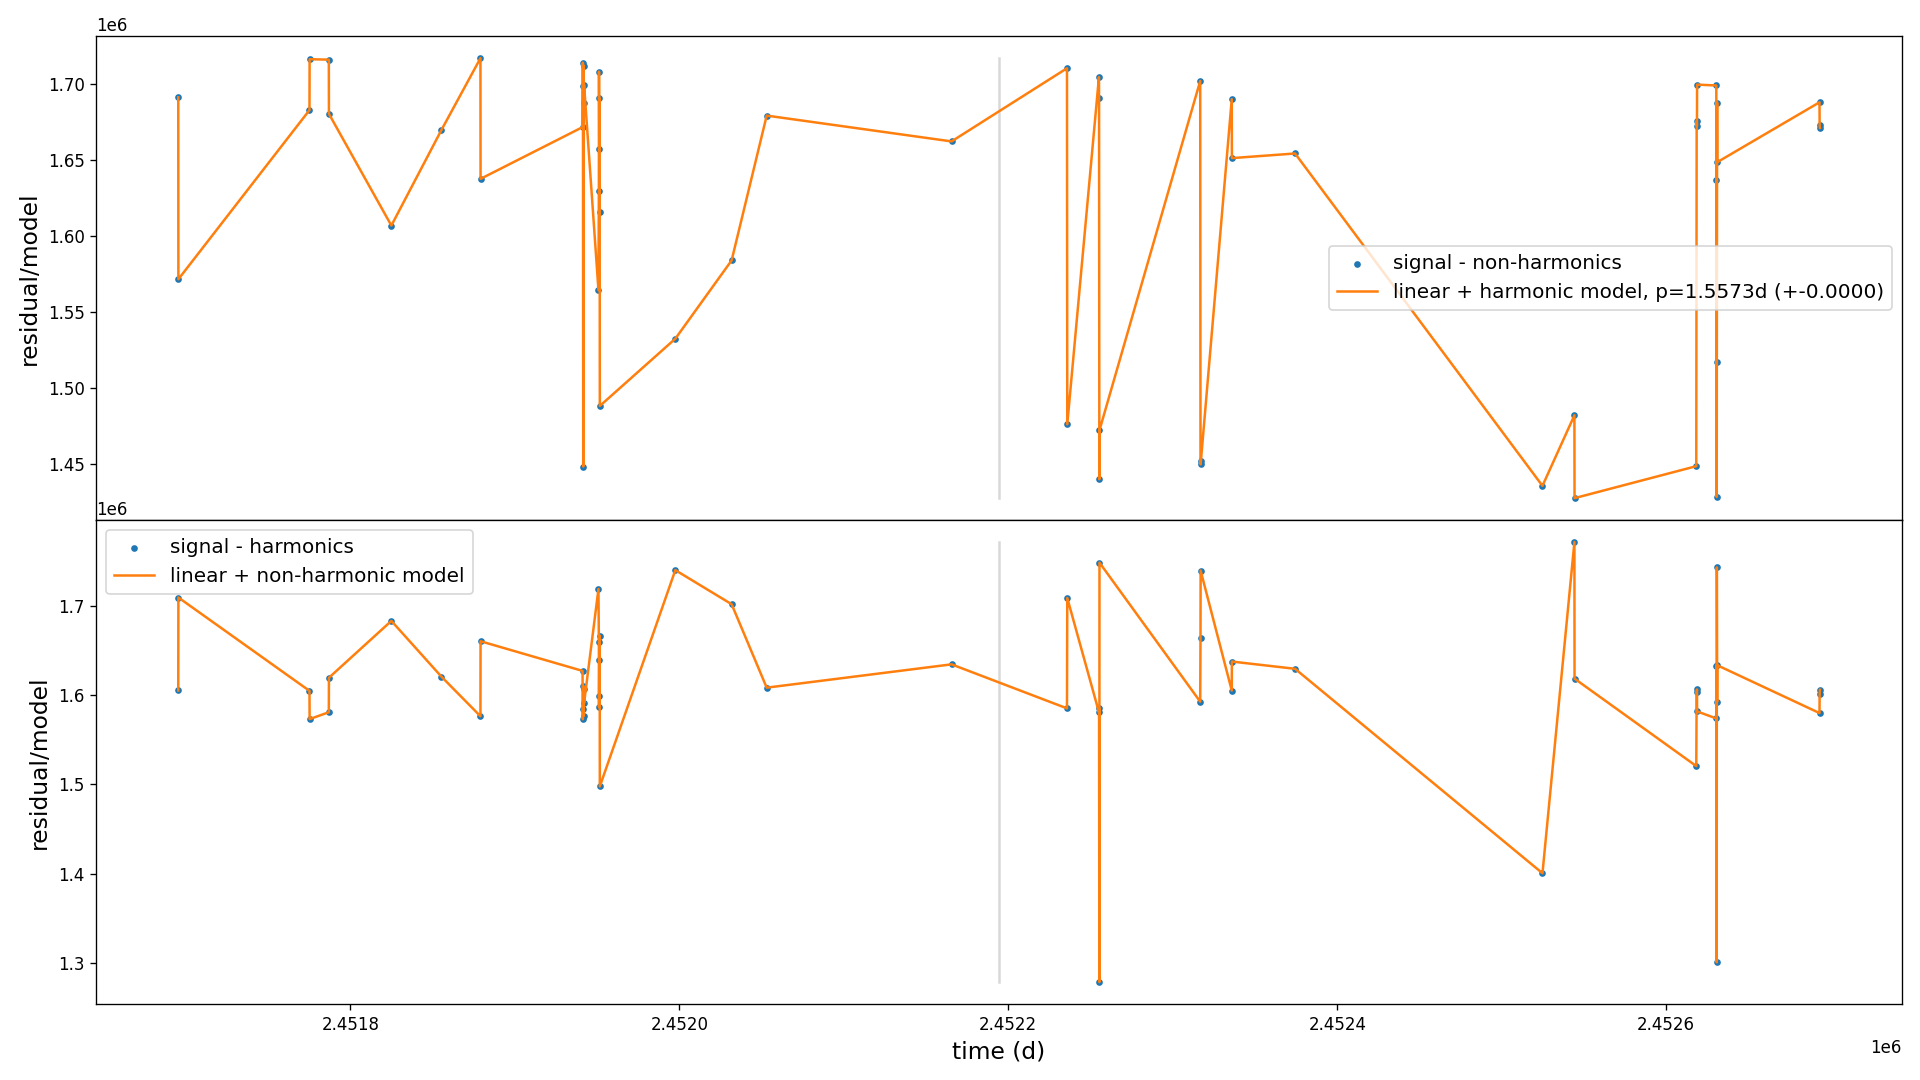 1e6
1.70
1.65
1.60
1.55
1.50
1.45
residual/model
signal - non-harmonics
linear + harmonic model, p=1.5573d (+-0.0000)
1e6
signal - harmonics
linear + non-harmonic model
1.7
1.6
1.5
1.4
1.3
residual/model
2.4518
2.4520
2.4522
2.4524
2.4526
time (d)
1e6